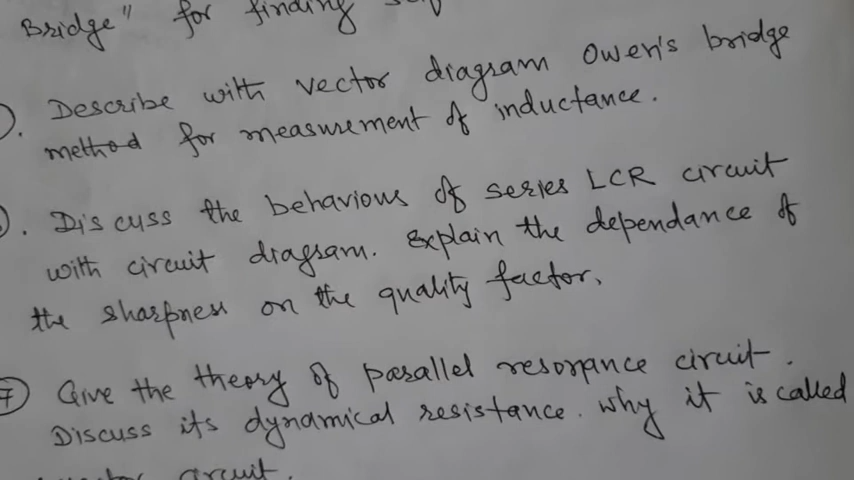 Bridge" for finding
. Describe with vector diagram Owen's bridge
method for measurement of inductance.
. Discuss the behaviour of series LCR circuit
with circuit diagram. Explain the dependance of
the sharpness on the quality factor.
7 Give the theory of parallel resonance circuit.
Discuss its dynamical resistance. why it is called
circuit.